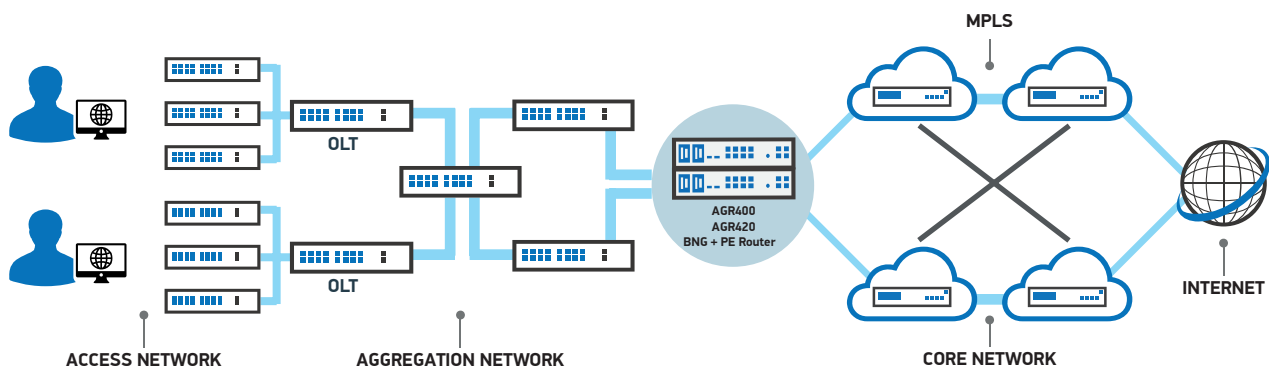 MPLS
OLT
AGR400
AGR420
BNG + PE Router
OLT
INTERNET
ACCESS NETWORK
AGGREGATION NETWORK
CORE NETWORK